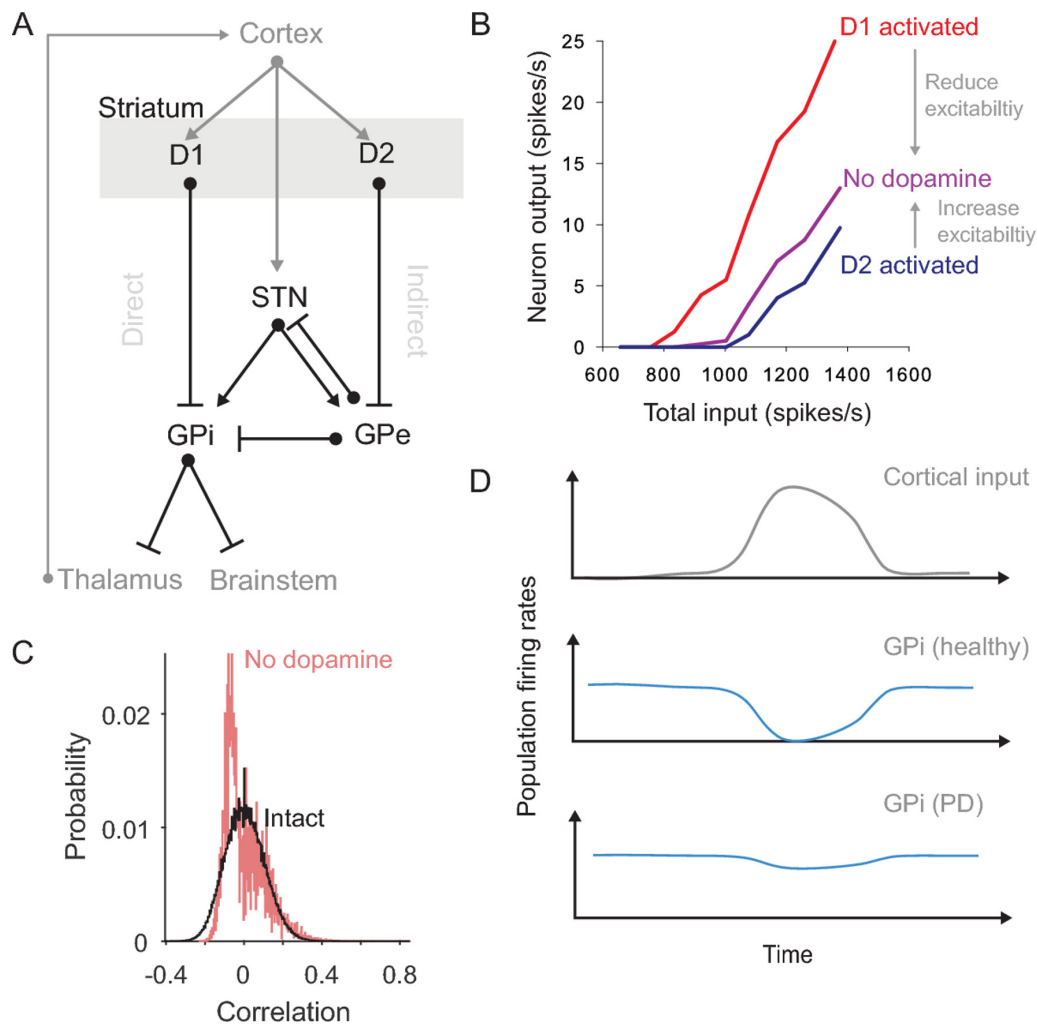 A
Cortex
Striatum
D1
D2
Direct
Indirect
STN
GPi
GPe
Thalamus
Brainstem
B
D1 activated
Reduce
excitabiltiy
No dopamine
Increase
excitabiltiy
D2 activated
Neuron output (spikes/s)
25
20
15
10
5
0
600
800
1000
1200
1400
1600
Total input (spikes/s)
C
No dopamine
Intact
Probability
0.02
0.01
0
-0.4
0
0.4
0.8
Correlation
D
Cortical input
GPi (healthy)
GPi (PD)
Population firing rates
Time